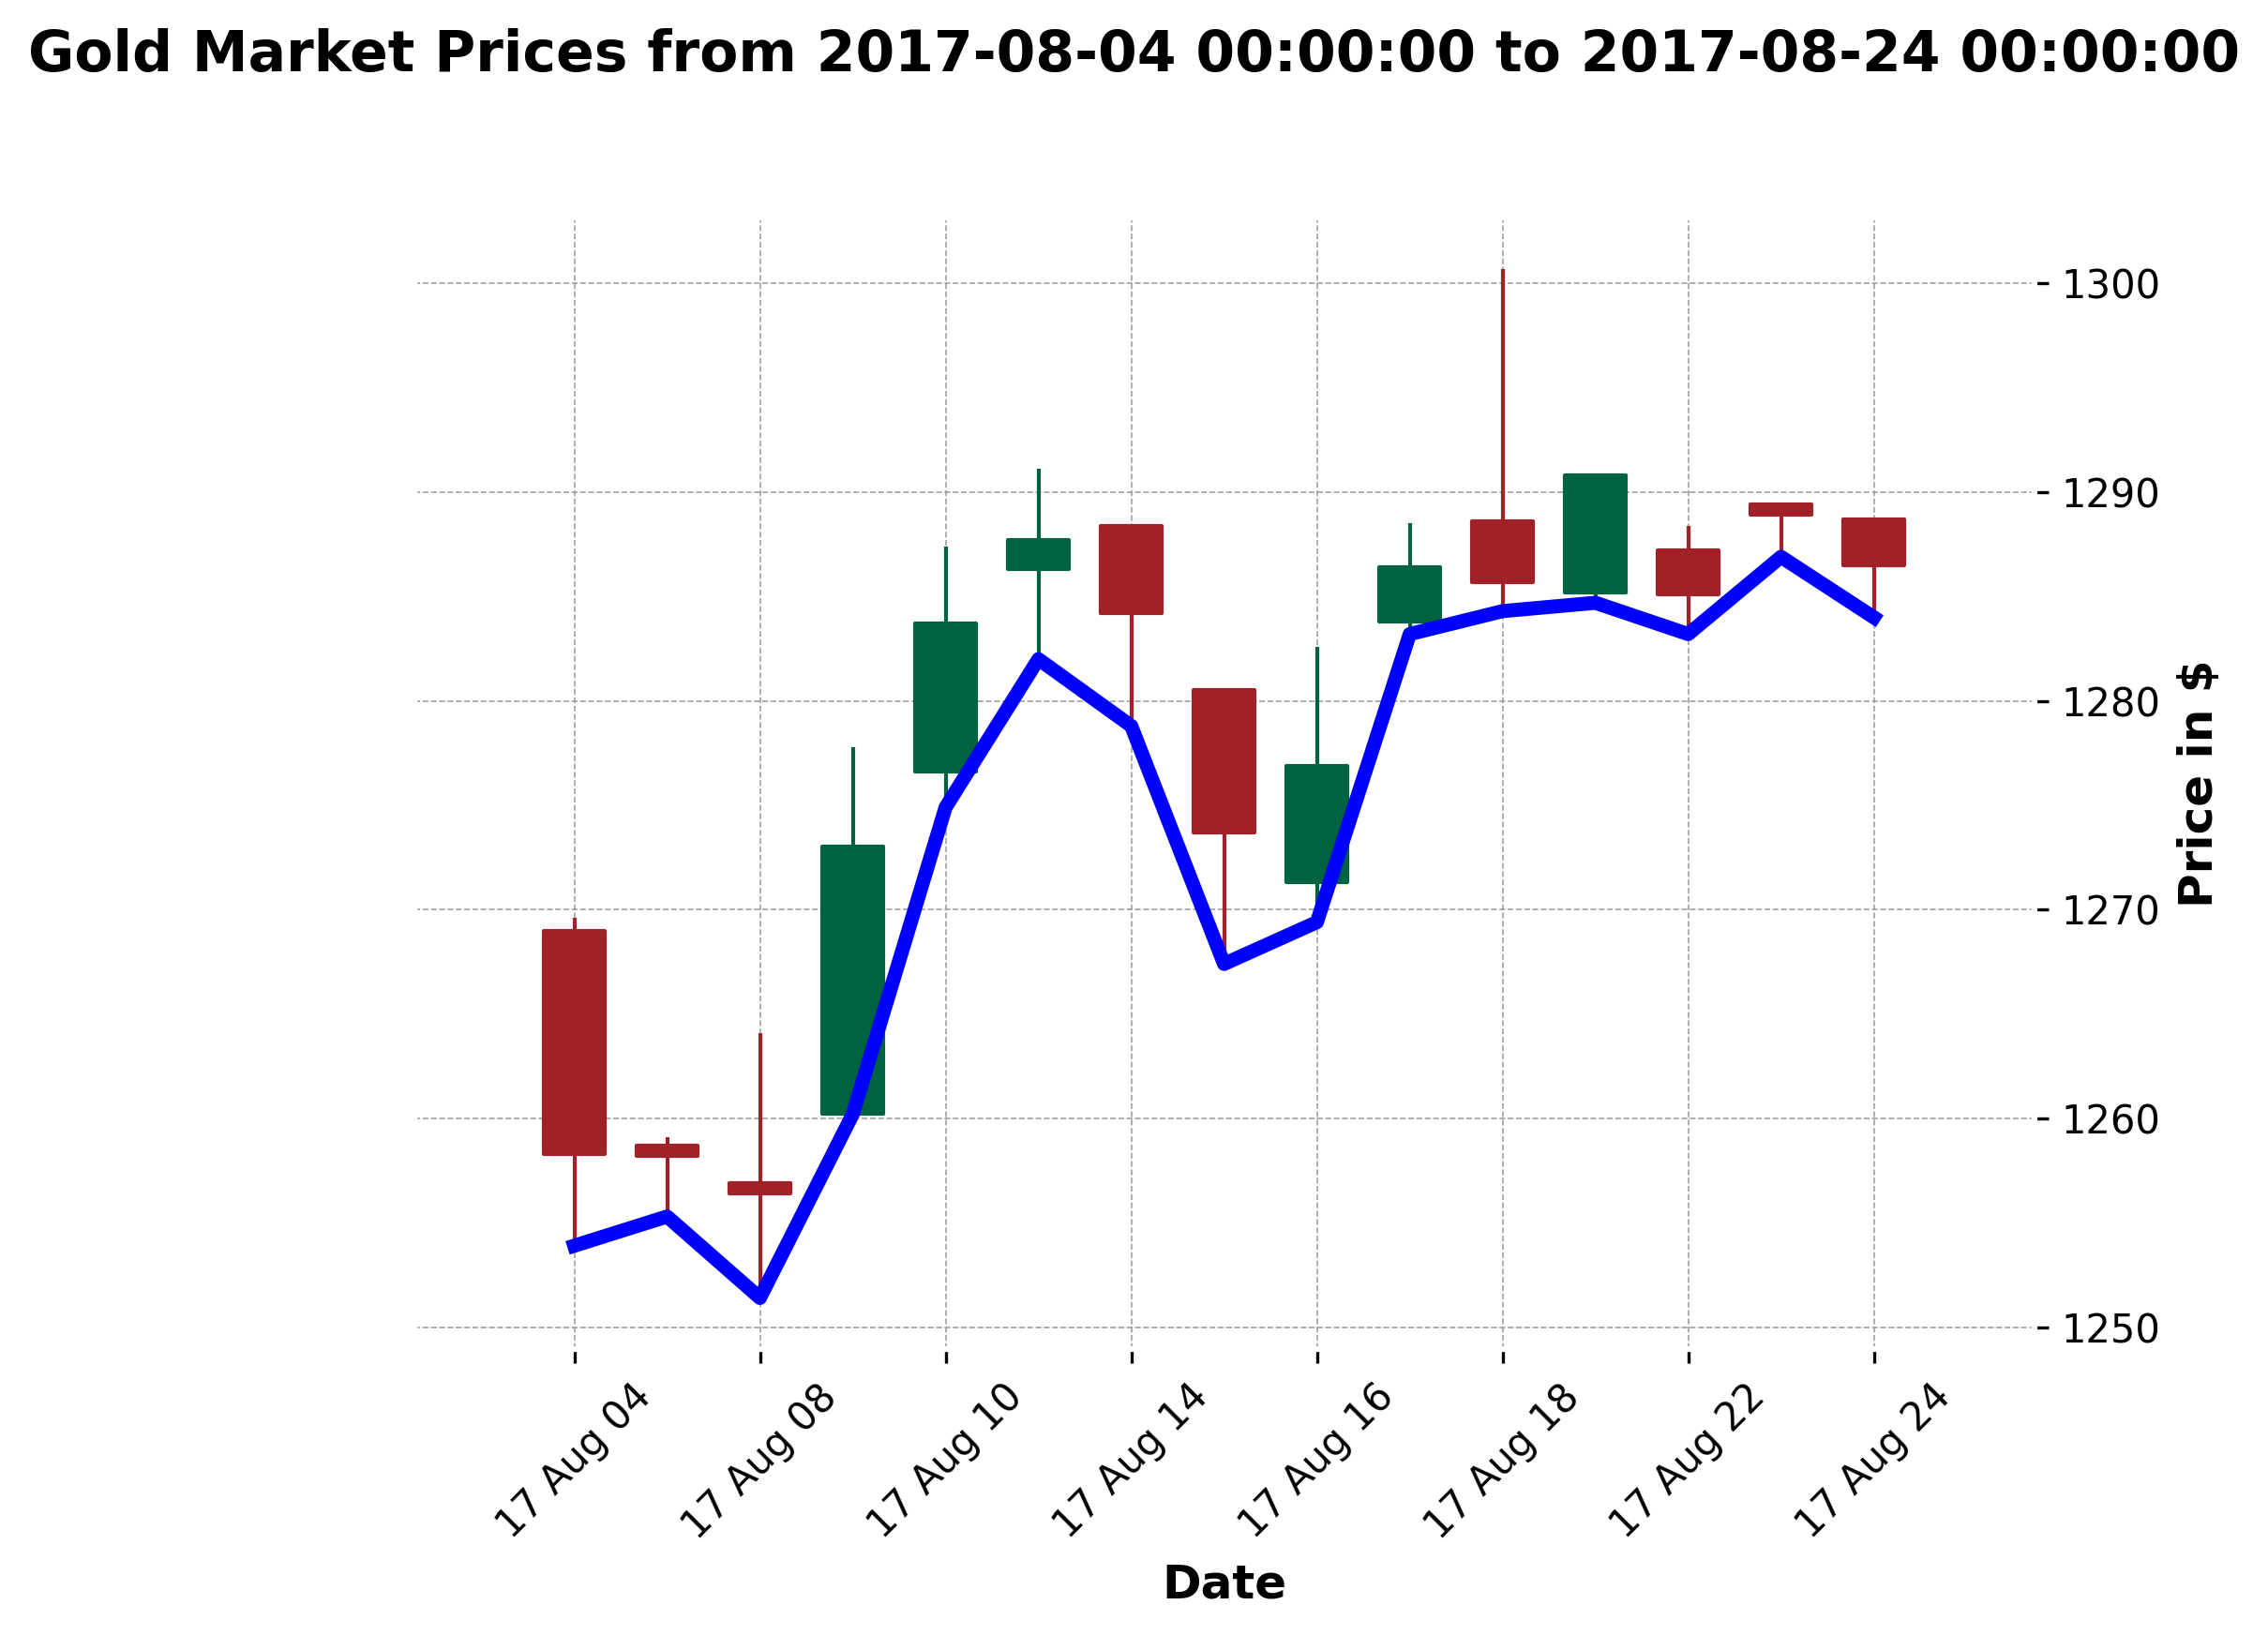 Gold Market Prices from 2017-08-04 00:00:00 to 2017-08-24 00:00:00
1300
1290
1280
1270
1260
1250
Price in $
17 Aug 04
17 Aug 08
17 Aug 10
17 Aug 14
17 Aug 16
17 Aug 18
17 Aug 22
17 Aug 24
Date